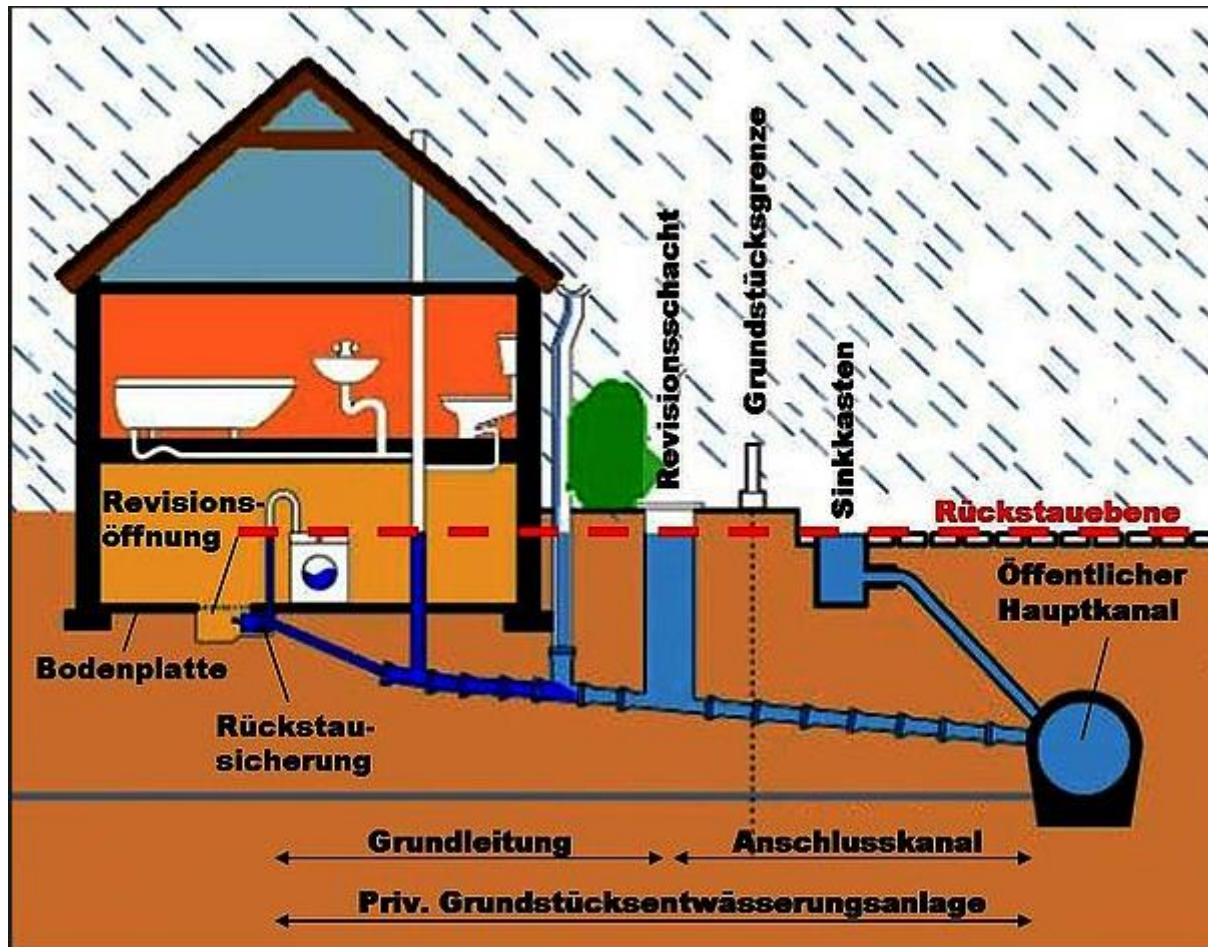 Revisionsschacht
Grundstücksgrenze
Sinkkasten
Revisions-
öffnung
Rückstauebene
Öffentlicher
Hauptkanal
Bodenplatte
Rückstau-
sicherung
Grundleitung
Anschlusskanal
Priv. Grundstücksentwässerungsanlage